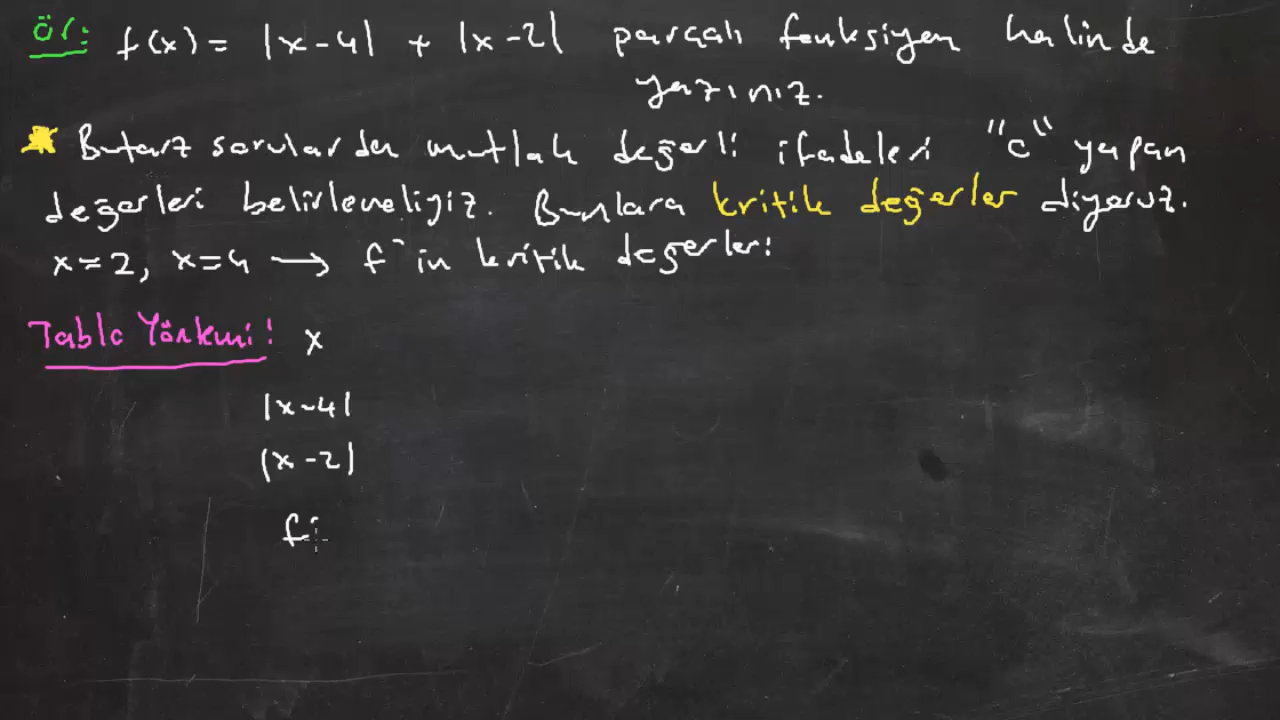 Ör: f(x) = |x-4| + |x-2| parçalı fonksiyon halinde
yazınız.
Bu tarz sorularda mutlak değerli ifadeleri "0" yapan
değerleri belirlemeliyiz. Bunlara kritik değerler diyoruz.
x=2, x=4 → f'in kritik değerleri
Tablo Yöntemi: x
|x-4|
|x-2|
f